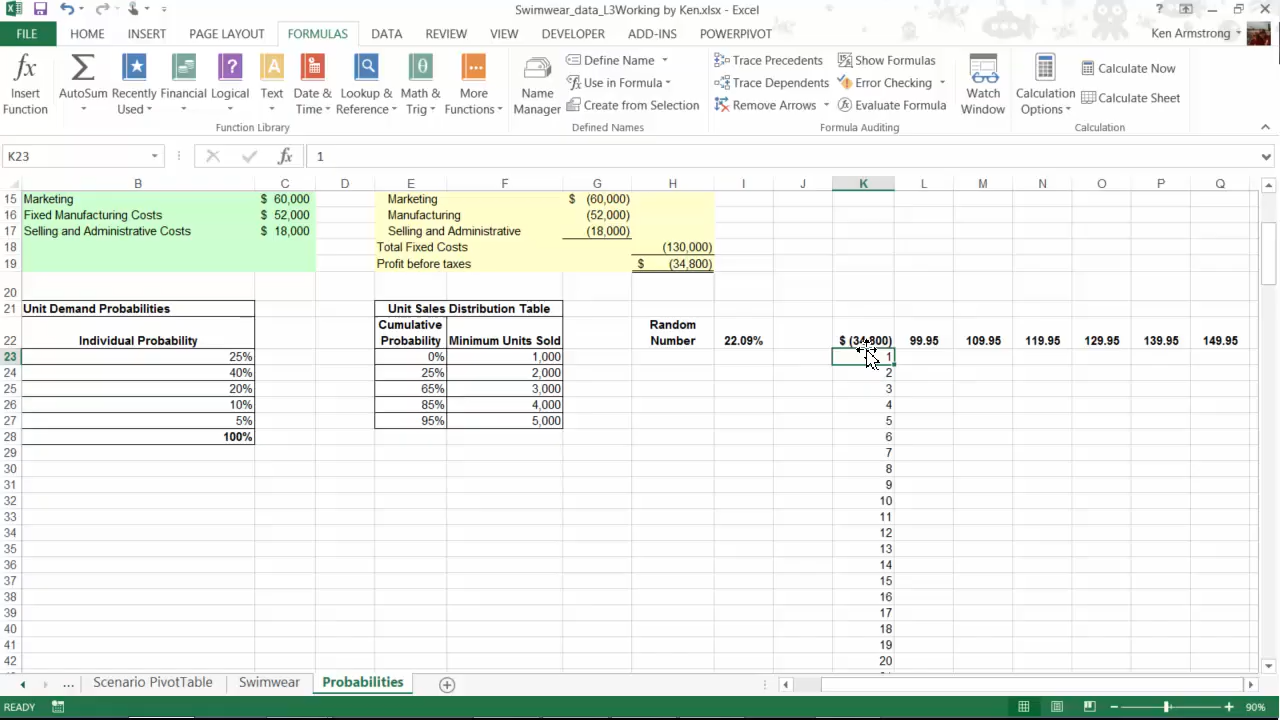 Swimwear_data_L3Working by Ken.xlsx - Excel
FILE HOME INSERT PAGE LAYOUT FORMULAS DATA REVIEW VIEW DEVELOPER ADD-INS POWERPIVOT Ken Armstrong
Insert Function
AutoSum
Recently Used
Financial
Logical
Text
Date & Time
Lookup & Reference
Math & Trig
More Functions
Function Library
Name Manager
Define Name
Use in Formula
Create from Selection
Defined Names
Trace Precedents
Trace Dependents
Remove Arrows
Show Formulas
Error Checking
Evaluate Formula
Formula Auditing
Watch Window
Calculation Options
Calculate Now
Calculate Sheet
Calculation
K23 fx 1
B C D E F G H I J K L M N O P Q
15 Marketing $ 60,000 Marketing $ (60,000)
16 Fixed Manufacturing Costs $ 52,000 Manufacturing (52,000)
17 Selling and Administrative Costs $ 18,000 Selling and Administrative (18,000)
18 Total Fixed Costs (130,000)
19 Profit before taxes $ (34,800)
20
21 Unit Demand Probabilities Unit Sales Distribution Table
Cumulative Random
22 Individual Probability Probability Minimum Units Sold Number 22.09% $ (34,800) 99.95 109.95 119.95 129.95 139.95 149.95
23 25% 0% 1,000 1
24 40% 25% 2,000 2
25 20% 65% 3,000 3
26 10% 85% 4,000 4
27 5% 95% 5,000 5
28 100% 6
29 7
30 8
31 9
32 10
33 11
34 12
35 13
36 14
37 15
38 16
39 17
40 18
41 19
42 20
... Scenario PivotTable Swimwear Probabilities
READY 90%